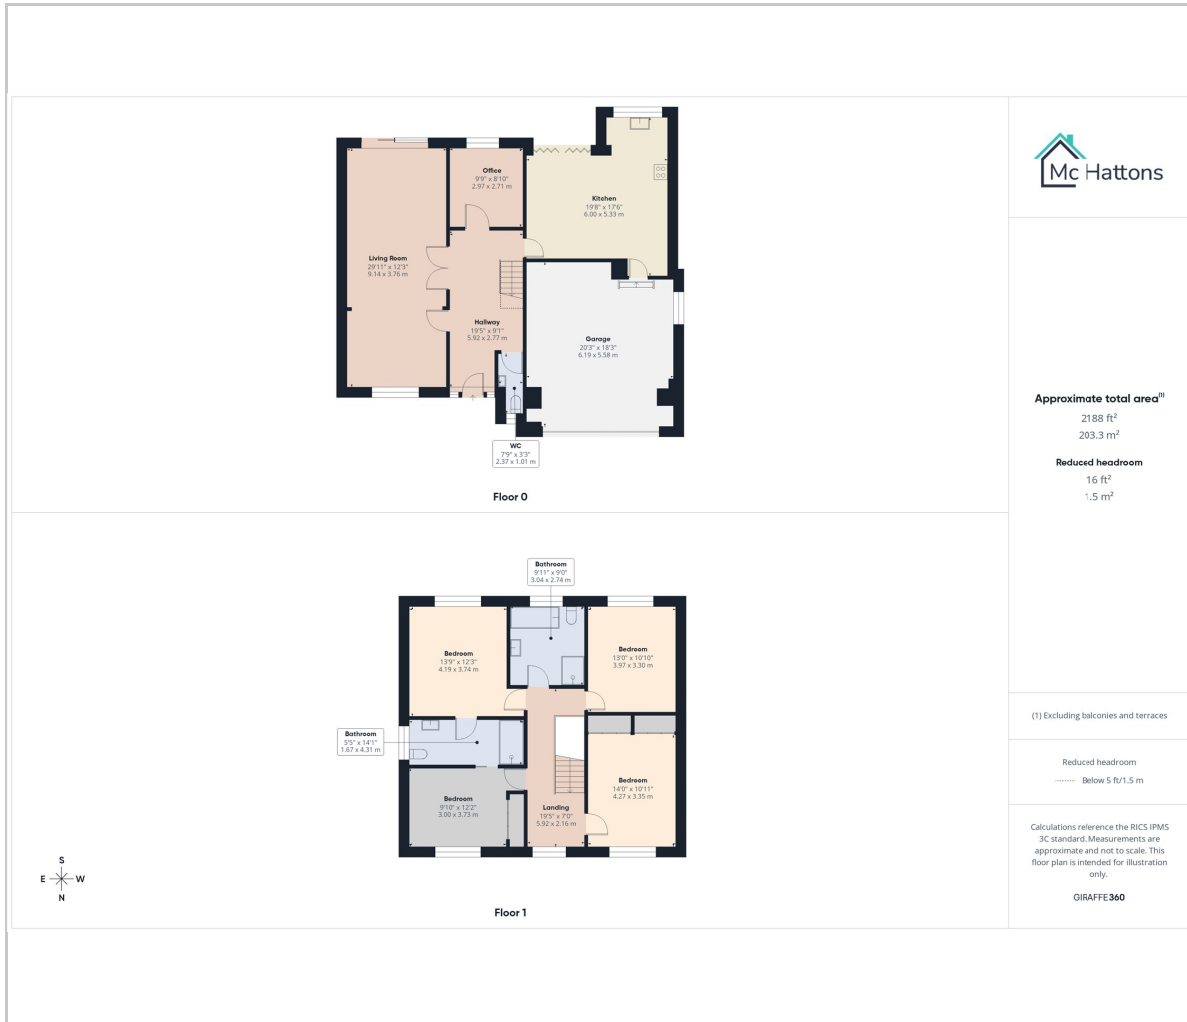 Office
9'9" x 8'10"
2.97 x 2.71 m
Kitchen
19'8" x 17'6"
6.00 x 5.33 m
Living Room
29'11" x 12'3"
9.14 x 3.76 m
Hallway
19'5" x 9'1"
5.92 x 2.77 m
Garage
20'3" x 18'3"
6.19 x 5.58 m
WC
7'9" x 3'3"
2.37 x 1.01 m
Floor 0
Bathroom
9'11" x 9'0"
3.04 x 2.74 m
Bedroom
13'9" x 12'3"
4.19 x 3.74 m
Bedroom
13'0" x 10'10"
3.97 x 3.30 m
Bathroom
5'5" x 14'1"
1.67 x 4.31 m
Bedroom
9'10" x 12'2"
3.00 x 3.73 m
Landing
19'5" x 7'0"
5.92 x 2.16 m
Bedroom
14'0" x 10'11"
4.27 x 3.35 m
S
E W
N
Floor 1
Mc Hattons
Approximate total area(1)
2188 ft²
203.3 m²
Reduced headroom
16 ft²
1.5 m²
(1) Excluding balconies and terraces
Reduced headroom
Below 5 ft/1.5 m
Calculations reference the RICS IPMS
3C standard. Measurements are
approximate and not to scale. This
floor plan is intended for illustration
only.
GIRAFFE360